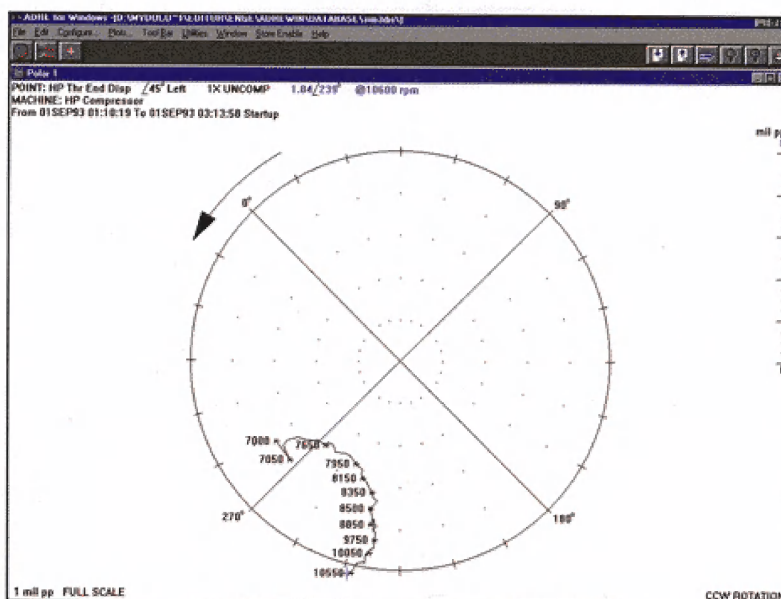 ADRE for Windows
File Edit Configure... Plots... Tool Bar Utilities Window Store Enable Help
Polar 1
POINT: HP Thr End Disp ∠45° Left 1X UNCOMP 1.04∠239° @10600 rpm
MACHINE: HP Compressor
From 01SEP93 01:10:19 To 01SEP93 03:13:50 Startup
mil pp
0°
90°
7000
7650
7050
7950
8150
8350
8500
8850
9750
10050
10550
270°
180°
1 mil pp FULL SCALE
CCW ROTATION